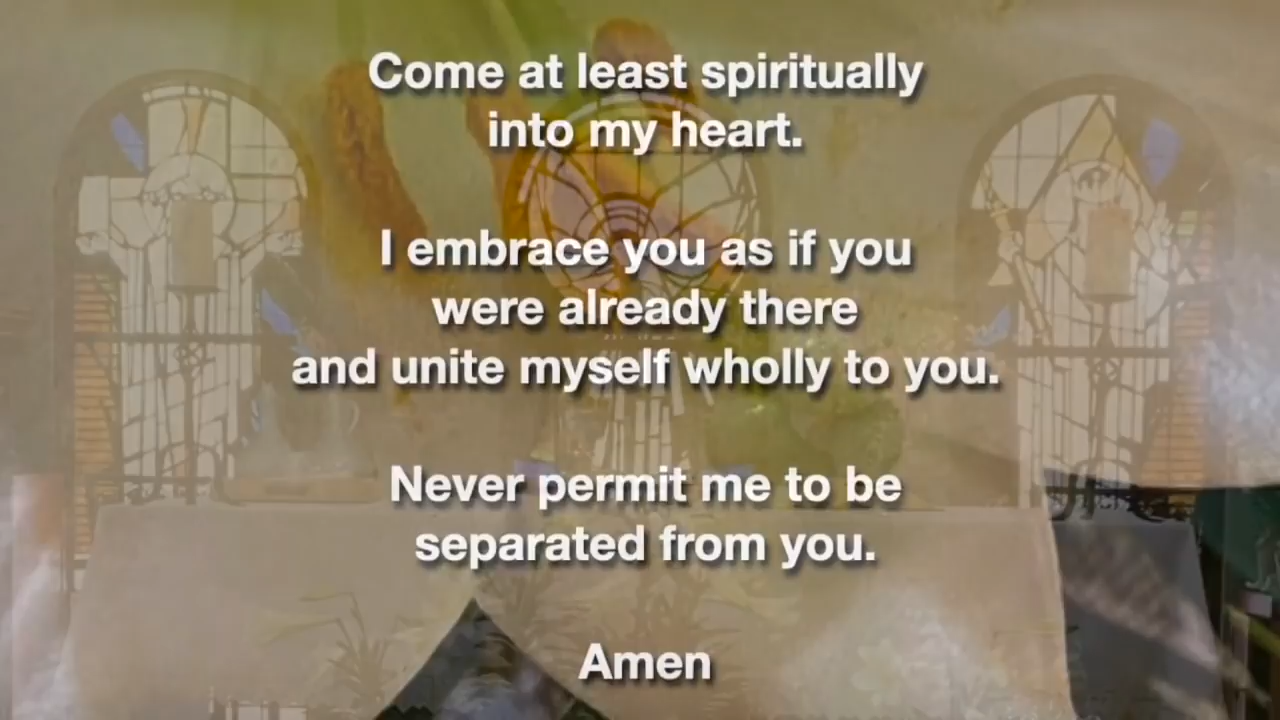 Come at least spiritually
into my heart.
I embrace you as if you
were already there
and unite myself wholly to you.
Never permit me to be
separated from you.
Amen